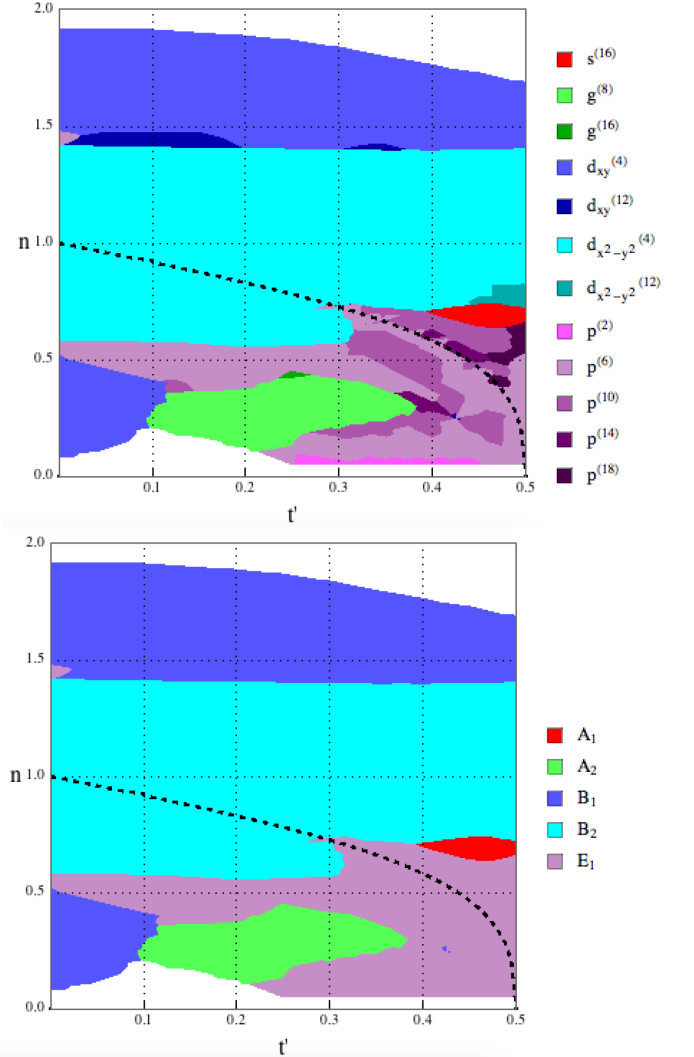 2.0
1.5
n 1.0
0.5
0.0
0.1 0.2 0.3 0.4 0.5
t'
s(16)
g(8)
g(16)
dxy(4)
dxy(12)
dx²−y²(4)
dx²−y²(12)
p(2)
p(6)
p(10)
p(14)
p(18)
2.0
1.5
n 1.0
0.5
0.0
0.1 0.2 0.3 0.4 0.5
t'
A1
A2
B1
B2
E1